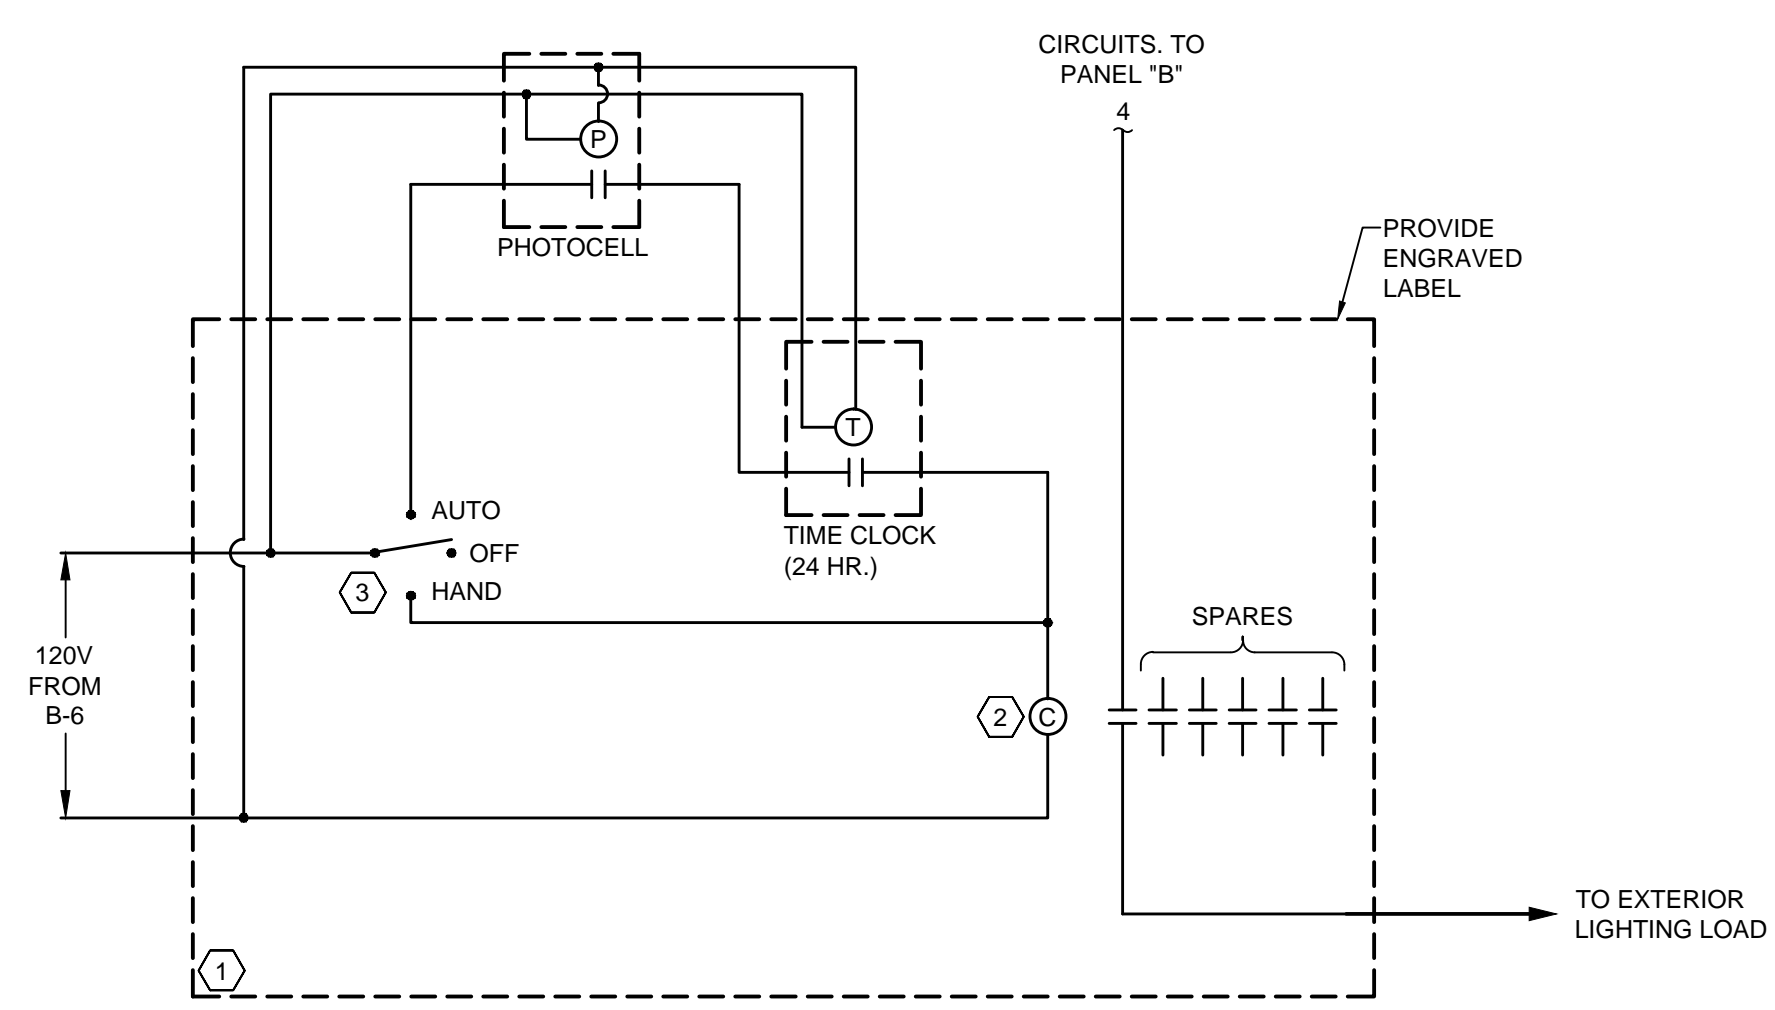 CIRCUITS. TO
PANEL "B"
4
P
PHOTOCELL
PROVIDE
ENGRAVED
LABEL
T
TIME CLOCK
(24 HR.)
AUTO
OFF
HAND
3
120V
FROM
B-6
SPARES
2
C
TO EXTERIOR
LIGHTING LOAD
1